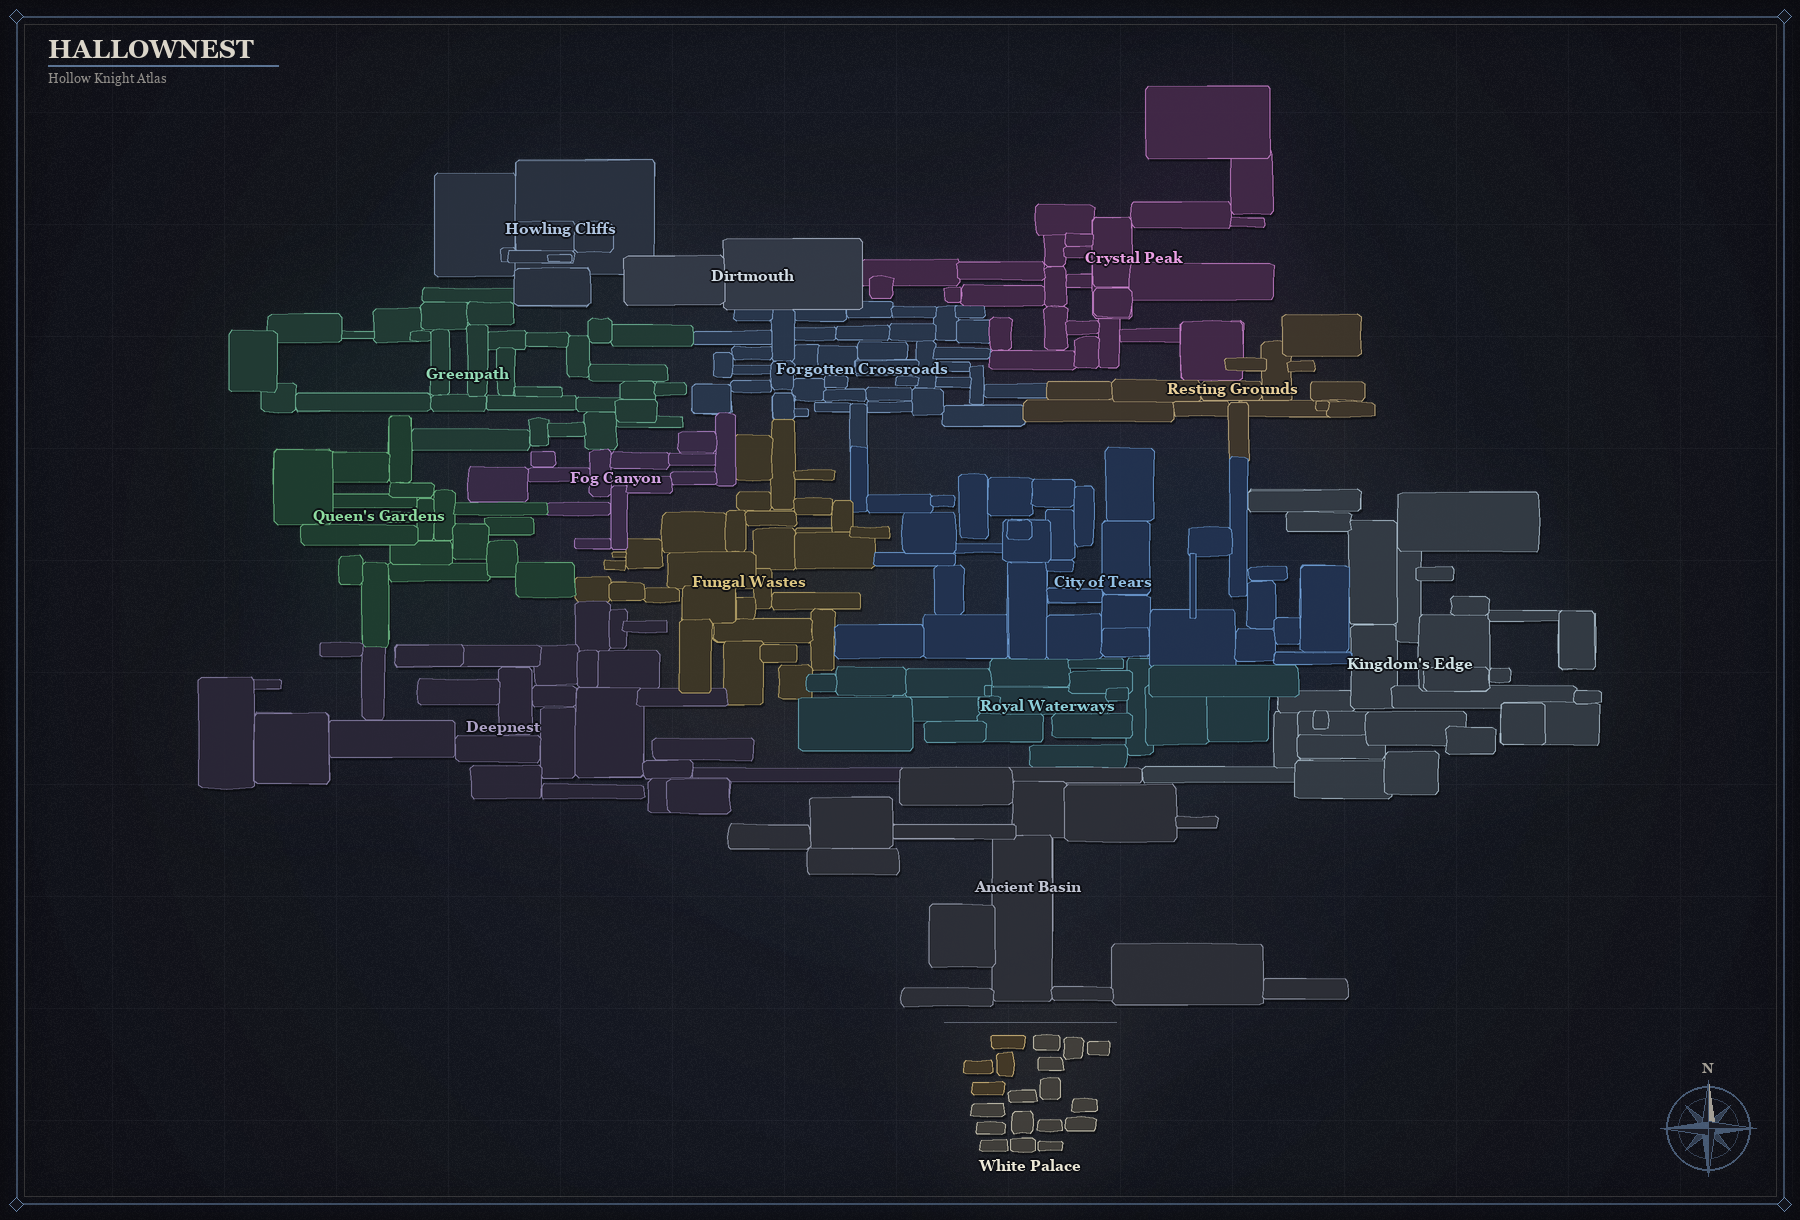 HALLOWNEST
Hollow Knight Atlas
Howling Cliffs
Crystal Peak
Dirtmouth
Greenpath
Forgotten Crossroads
Resting Grounds
Fog Canyon
Queen's Gardens
Fungal Wastes
City of Tears
Kingdom's Edge
Royal Waterways
Deepnest
Ancient Basin
N
White Palace